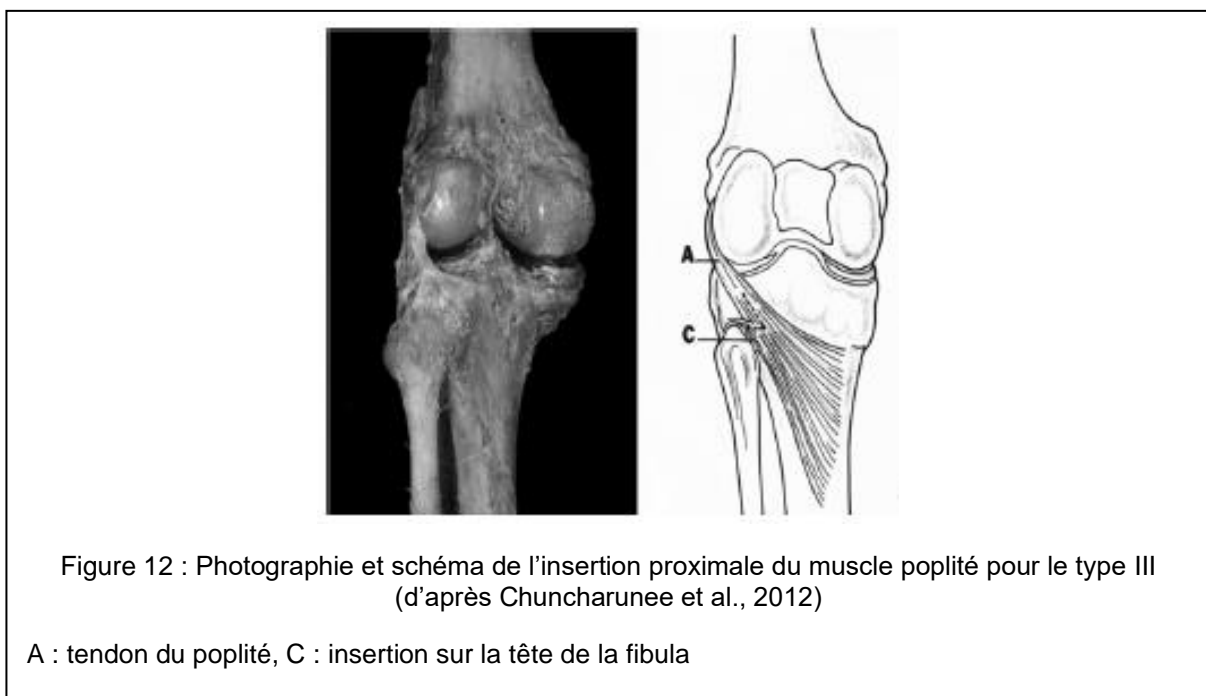 A
C
Figure 12 : Photographie et schéma de l’insertion proximale du muscle poplité pour le type III
(d’après Chuncharunee et al., 2012)
A : tendon du poplité, C : insertion sur la tête de la fibula